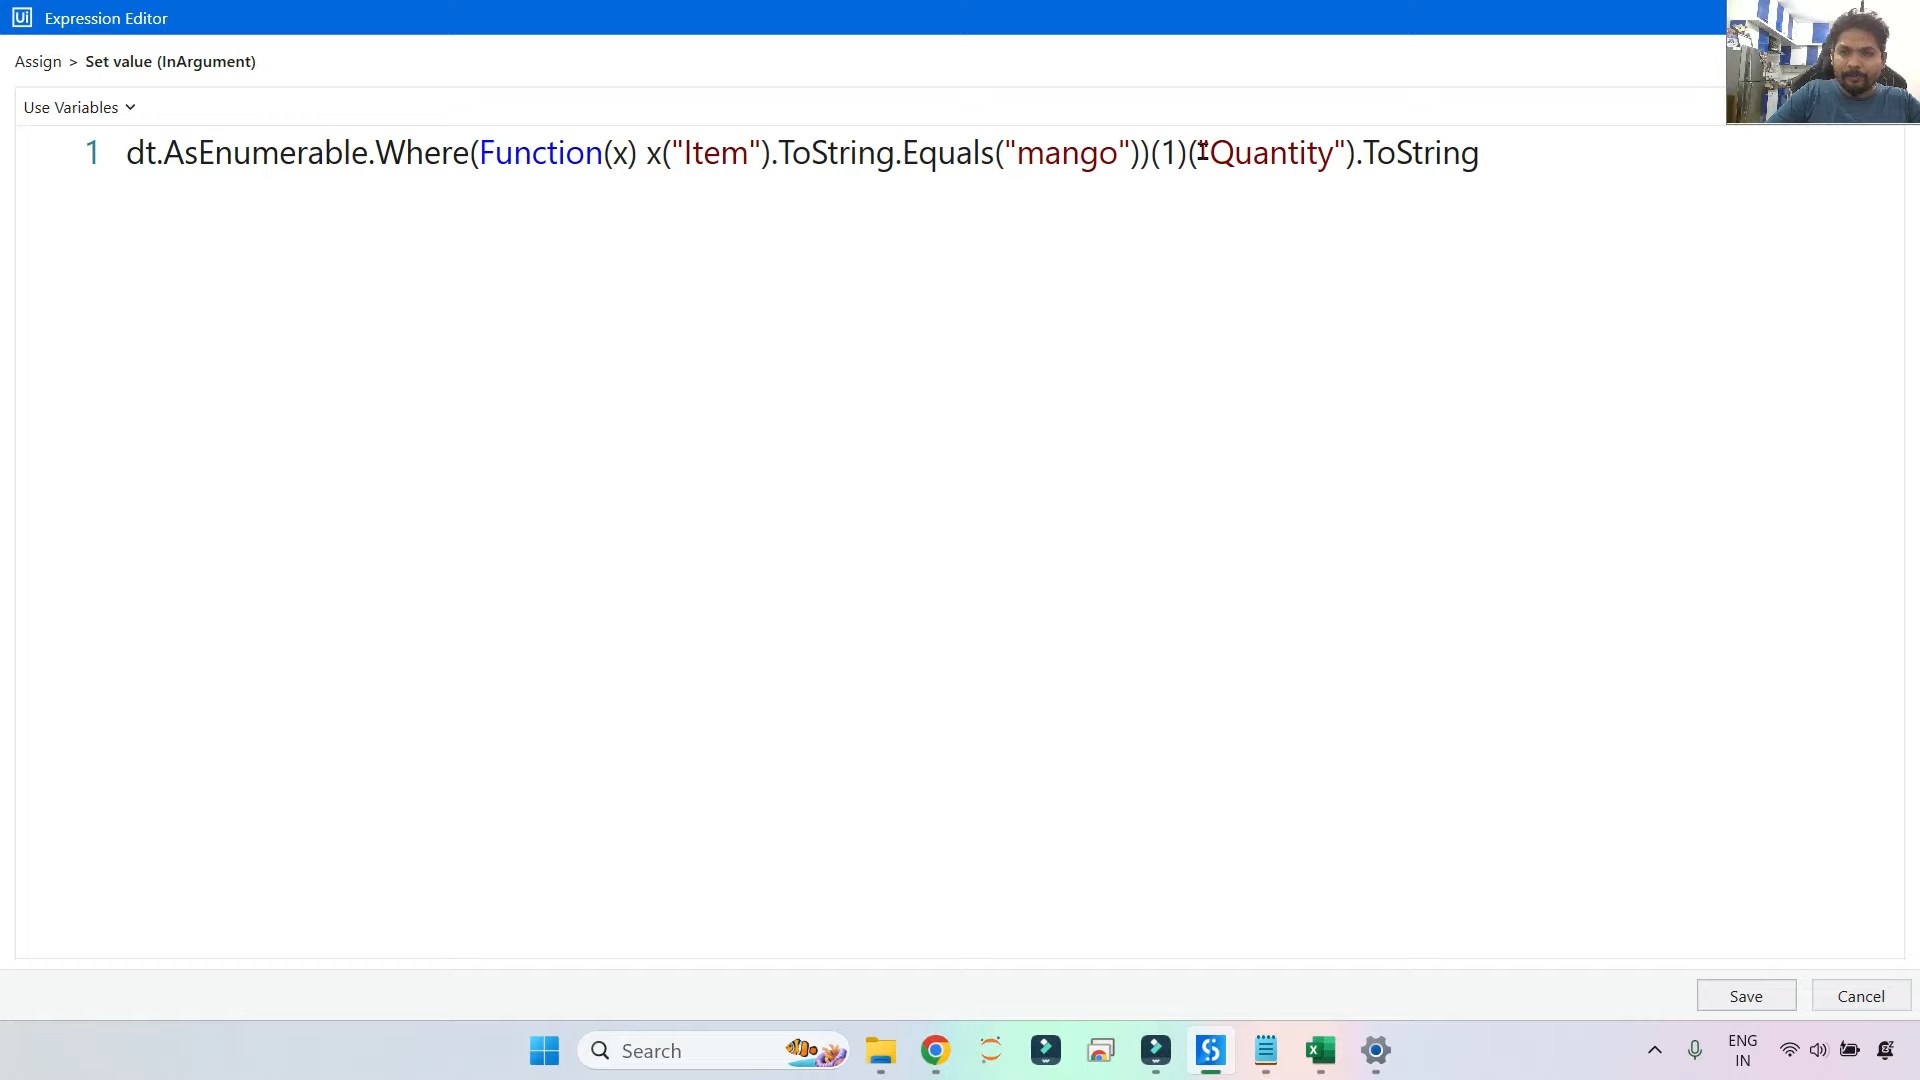 Ui Expression Editor
Assign > Set value (InArgument)
Use Variables
1 dt.AsEnumerable.Where(Function(x) x("Item").ToString.Equals("mango"))(1)("Quantity").ToString
Save Cancel
Search
ENG
IN